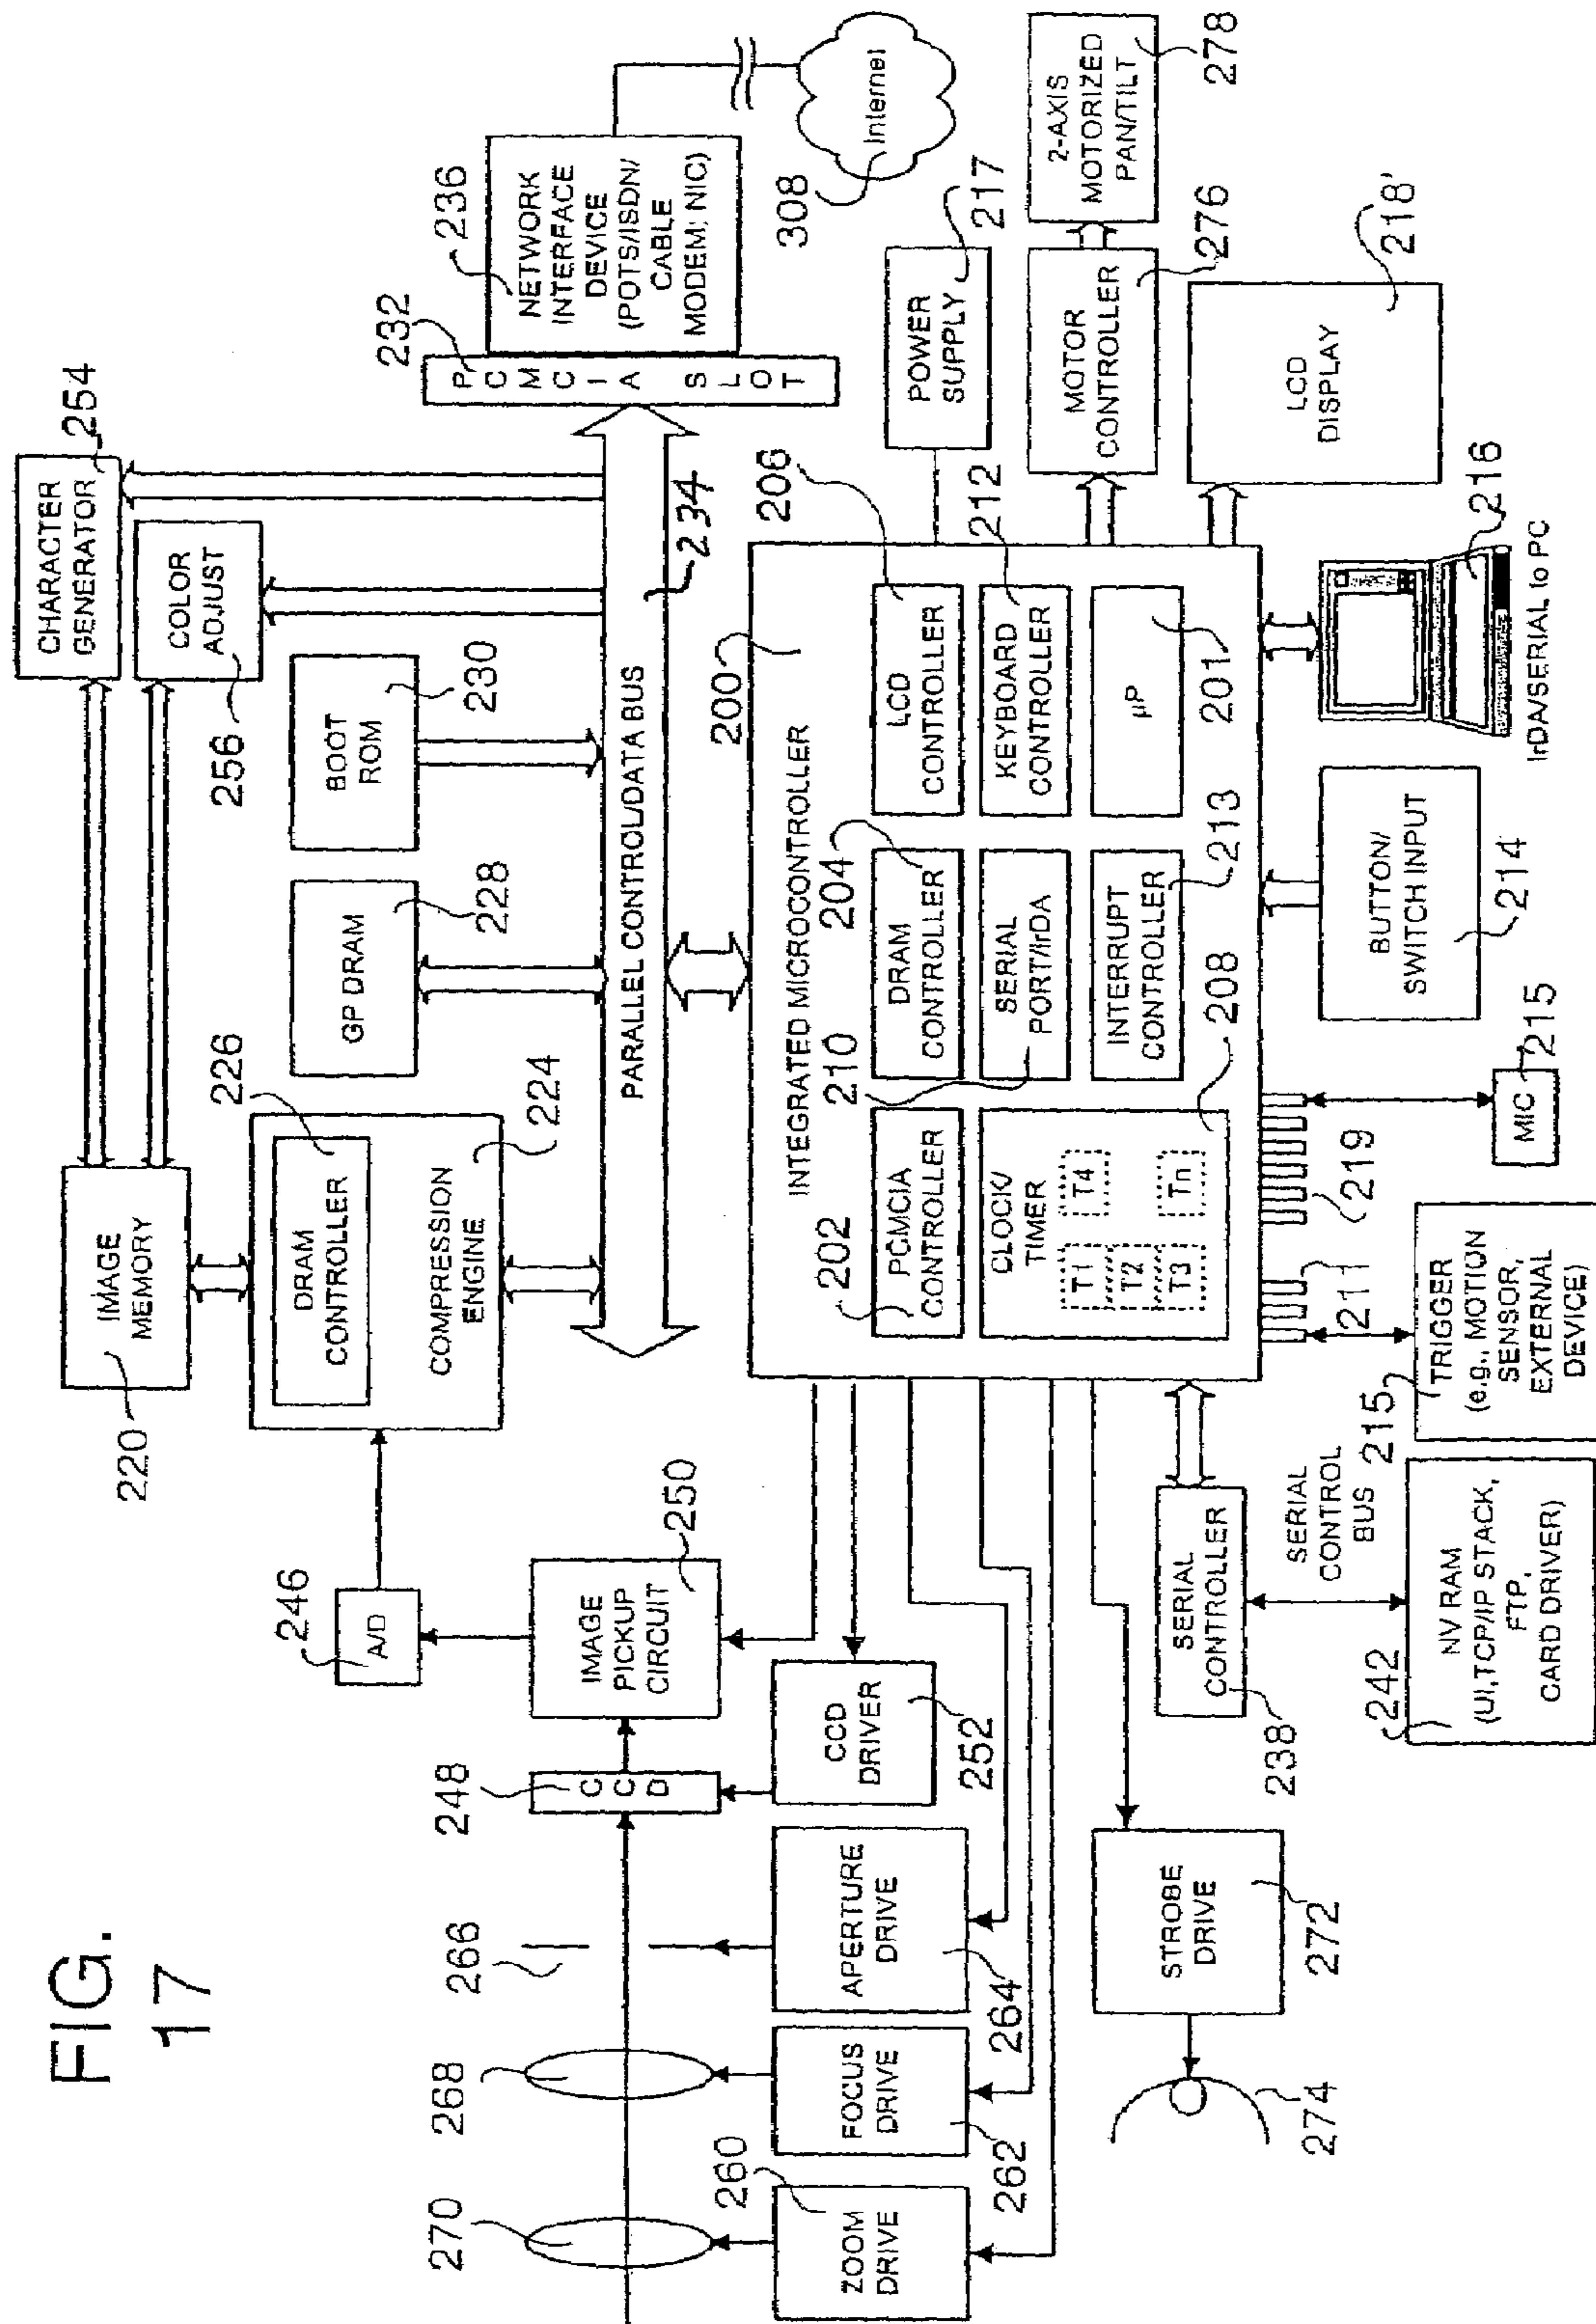 FIG.
17
CHARACTER
GENERATOR
254
COLOR
ADJUST
256
IMAGE
MEMORY
220
DRAM
CONTROLLER
226
COMPRESSION
ENGINE
224
GP DRAM
228
BOOT
ROM
230
232
PCMCIA SLOT
236
NETWORK
INTERFACE
DEVICE
(POTS/ISDN/
CABLE
MODEM; NIC)
Internet
308
PARALLEL CONTROL/DATA BUS
234
246
A/D
IMAGE
PICKUP
CIRCUIT
250
248
CCD
CCD
DRIVER
252
266
268
270
APERTURE
DRIVE
264
FOCUS
DRIVE
262
260
ZOOM
DRIVE
STROBE
DRIVE
272
274
200
INTEGRATED MICROCONTROLLER
202
PCMCIA
CONTROLLER
204
DRAM
CONTROLLER
206
LCD
CONTROLLER
CLOCK/
TIMER
T1
T2
T3
T4
Tn
208
210
SERIAL
PORT/IrDA
212
KEYBOARD
CONTROLLER
INTERRUPT
CONTROLLER
213
µP
201
POWER
SUPPLY
217
MOTOR
CONTROLLER
276
2-AXIS
MOTORIZED
PAN/TILT
278
LCD
DISPLAY
218'
SERIAL
CONTROLLER
238
SERIAL
CONTROL
BUS
242
NV RAM
(UI,TCP/IP STACK,
FTP,
CARD DRIVER)
211
215'
TRIGGER
(e.g., MOTION
SENSOR,
EXTERNAL
DEVICE)
219
MIC
215
BUTTON/
SWITCH INPUT
214
216
IrDA/SERIAL to PC